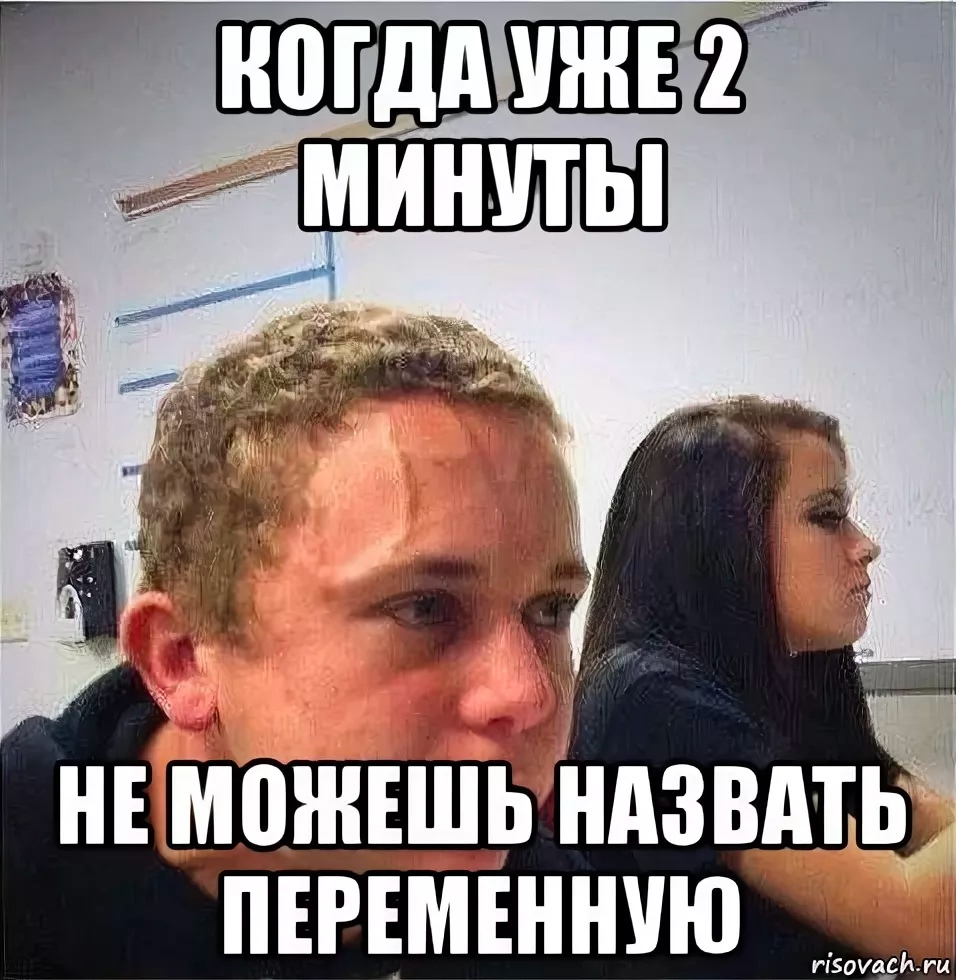 КОГДА УЖЕ 2
МИНУТЫ
НЕ МОЖЕШЬ НАЗВАТЬ
ПЕРЕМЕННУЮ
risovach.ru